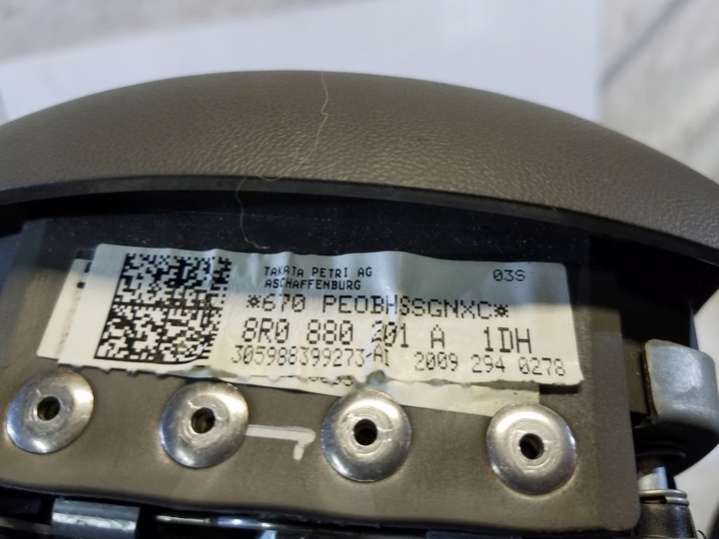 TAKATA PETRI AG 03S
ASCHAFFENBURG
*670 PEOBHSSGNXC*
8R0 880 201 A 1DH
305988399273-AI 2009 294 0278